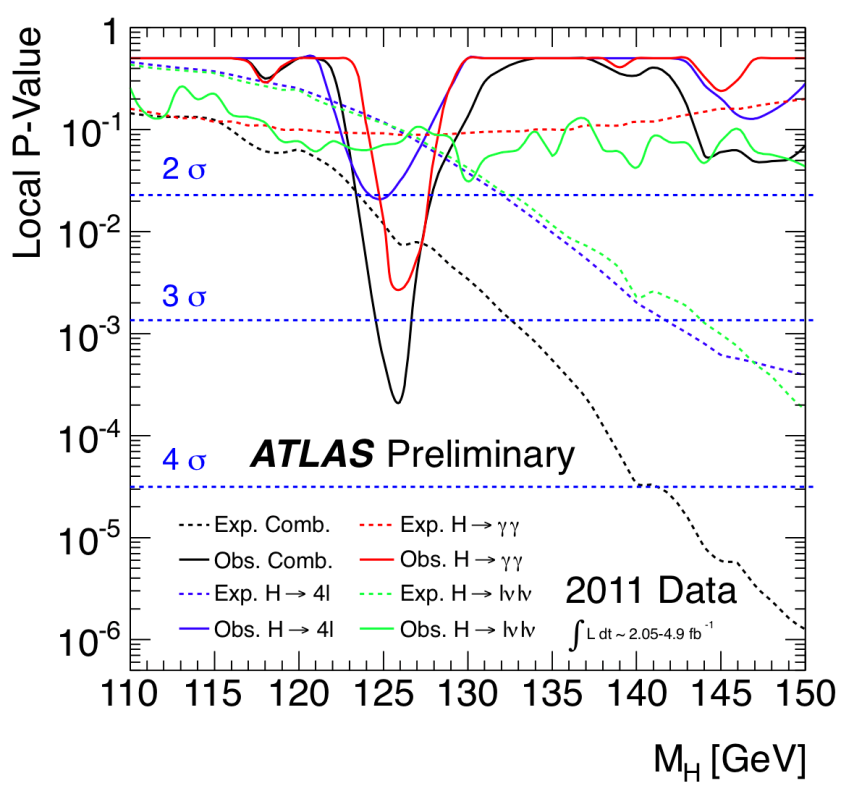 Local P-Value
1
10-1
10-2
10-3
10-4
10-5
10-6
2 σ
3 σ
4 σ
ATLAS Preliminary
Exp. Comb.
Obs. Comb.
Exp. H → 4l
Obs. H → 4l
Exp. H → γγ
Obs. H → γγ
Exp. H → lνlν
Obs. H → lνlν
2011 Data
∫ L dt ~ 2.05-4.9 fb -1
110 115 120 125 130 135 140 145 150
MH [GeV]